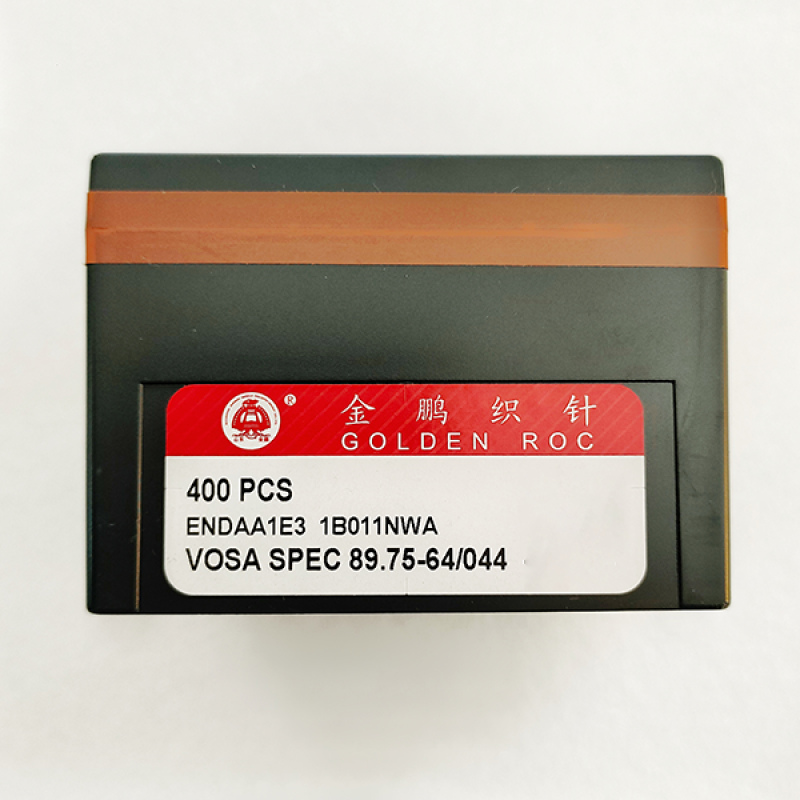 ®
金鹏织针
GOLDEN ROC
400 PCS
ENDAA1E3 1B011NWA
VOSA SPEC 89.75-64/044